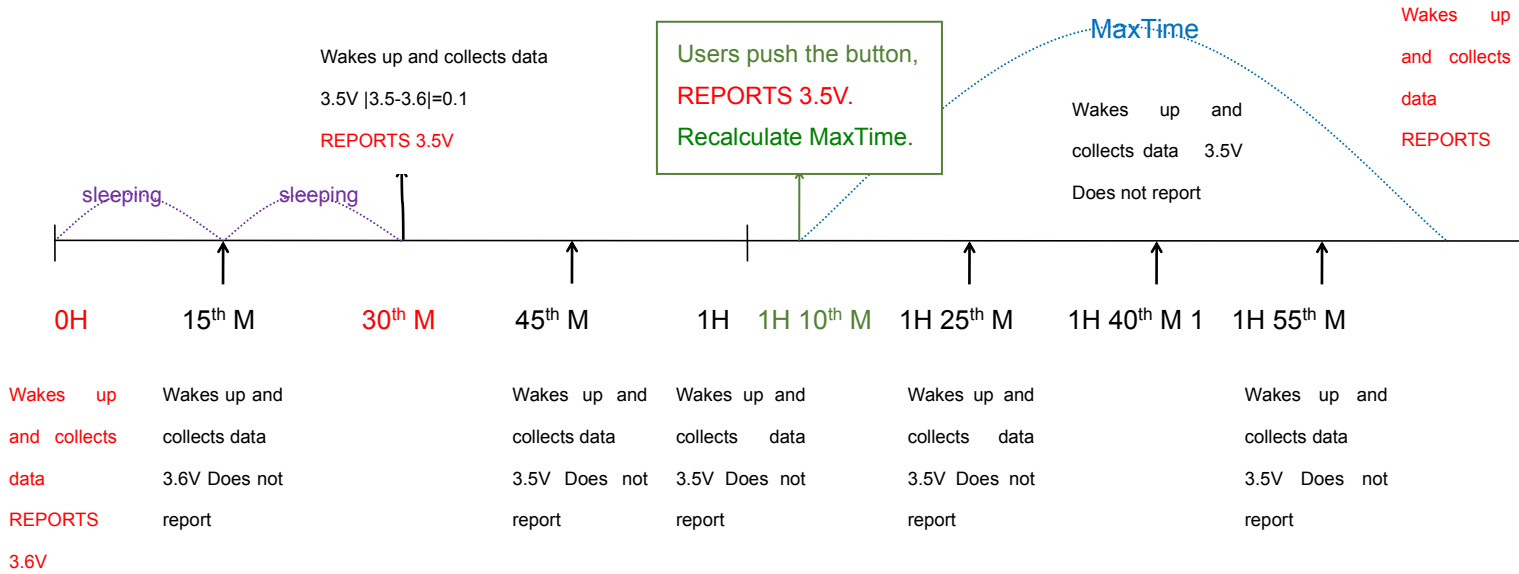 Wakes up and collects data
3.5V |3.5-3.6|=0.1
REPORTS 3.5V
Users push the button,
REPORTS 3.5V.
Recalculate MaxTime.
MaxTime
Wakes up and
collects data 3.5V
Does not report
Wakes up
and collects
data
REPORTS
sleeping
sleeping
0H
15th M
30th M
45th M
1H
1H 10th M
1H 25th M
1H 40th M 1
1H 55th M
Wakes up
and collects
data
REPORTS
3.6V
Wakes up and
collects data
3.6V Does not
report
Wakes up and
collects data
3.5V Does not
report
Wakes up and
collects data
3.5V Does not
report
Wakes up and
collects data
3.5V Does not
report
Wakes up and
collects data
3.5V Does not
report